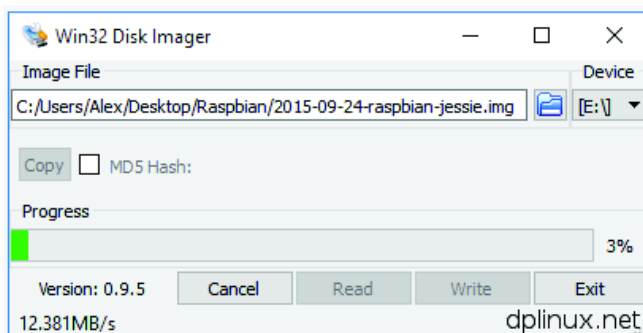 Win32 Disk Imager
Image File
Device
C:/Users/Alex/Desktop/Raspbian/2015-09-24-raspbian-jessie.img
[E:\]
Copy
MD5 Hash:
Progress
3%
Version: 0.9.5
Cancel
Read
Write
Exit
12.381MB/s
dplinux.net